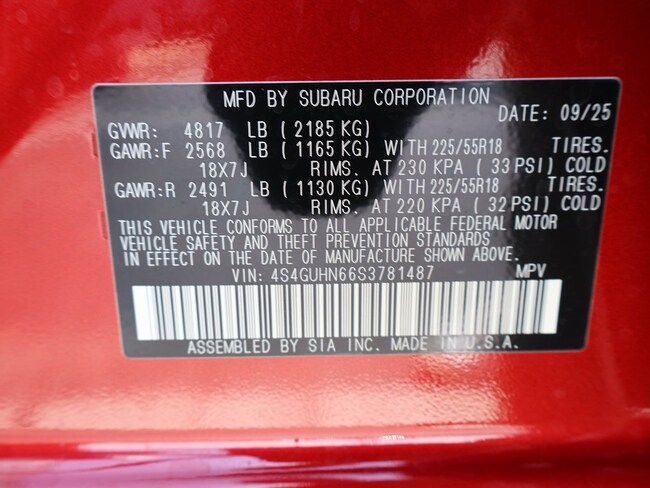 MFD BY SUBARU CORPORATION
DATE: 09/25
GVWR: 4817 LB ( 2185 KG)
GAWR:F 2568 LB ( 1165 KG) WITH 225/55R18 TIRES.
18X7J RIMS. AT 230 KPA ( 33 PSI) COLD
GAWR:R 2491 LB ( 1130 KG) WITH 225/55R18 TIRES.
18X7J RIMS. AT 220 KPA ( 32 PSI) COLD
THIS VEHICLE CONFORMS TO ALL APPLICABLE FEDERAL MOTOR
VEHICLE SAFETY AND THEFT PREVENTION STANDARDS
IN EFFECT ON THE DATE OF MANUFACTURE SHOWN ABOVE.
VIN: 4S4GUHN66S3781487 MPV
ASSEMBLED BY SIA INC. MADE IN U.S.A.